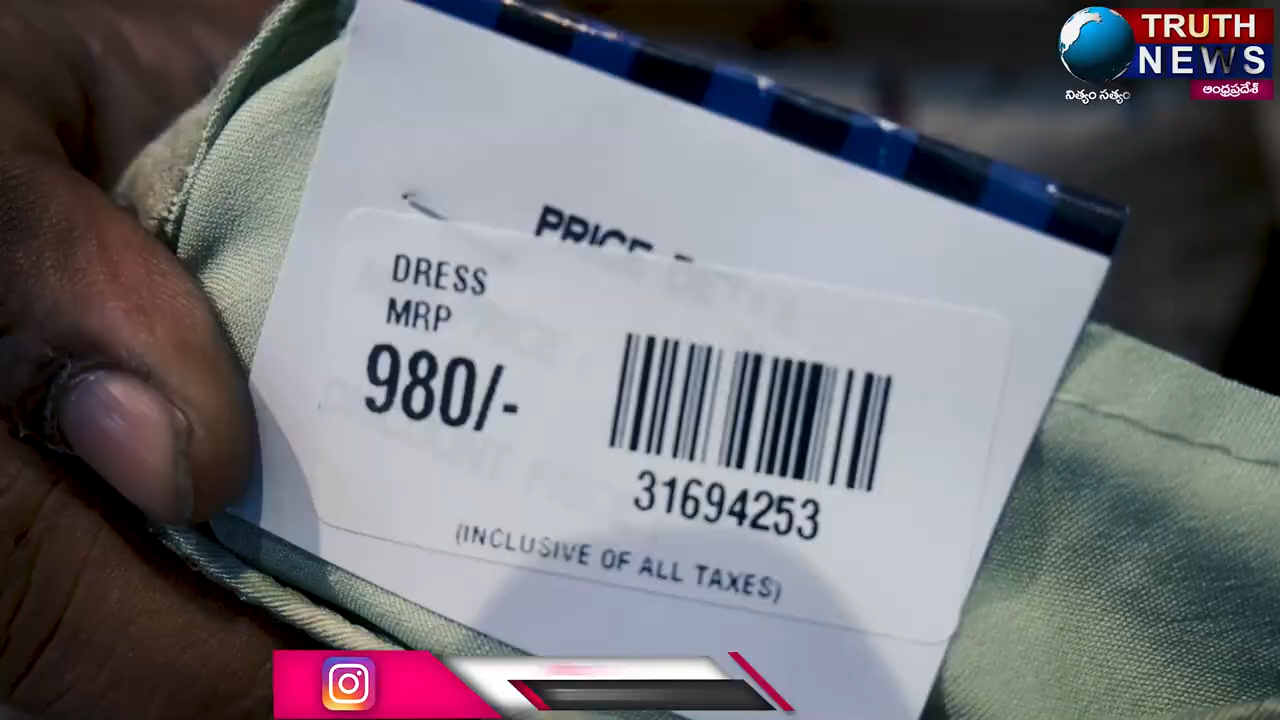 TRUTH
NEWS
నిత్యం సత్యం
ఆంధ్రప్రదేశ్
PRICE
DRESS
MRP
980/-
31694253
(INCLUSIVE OF ALL TAXES)